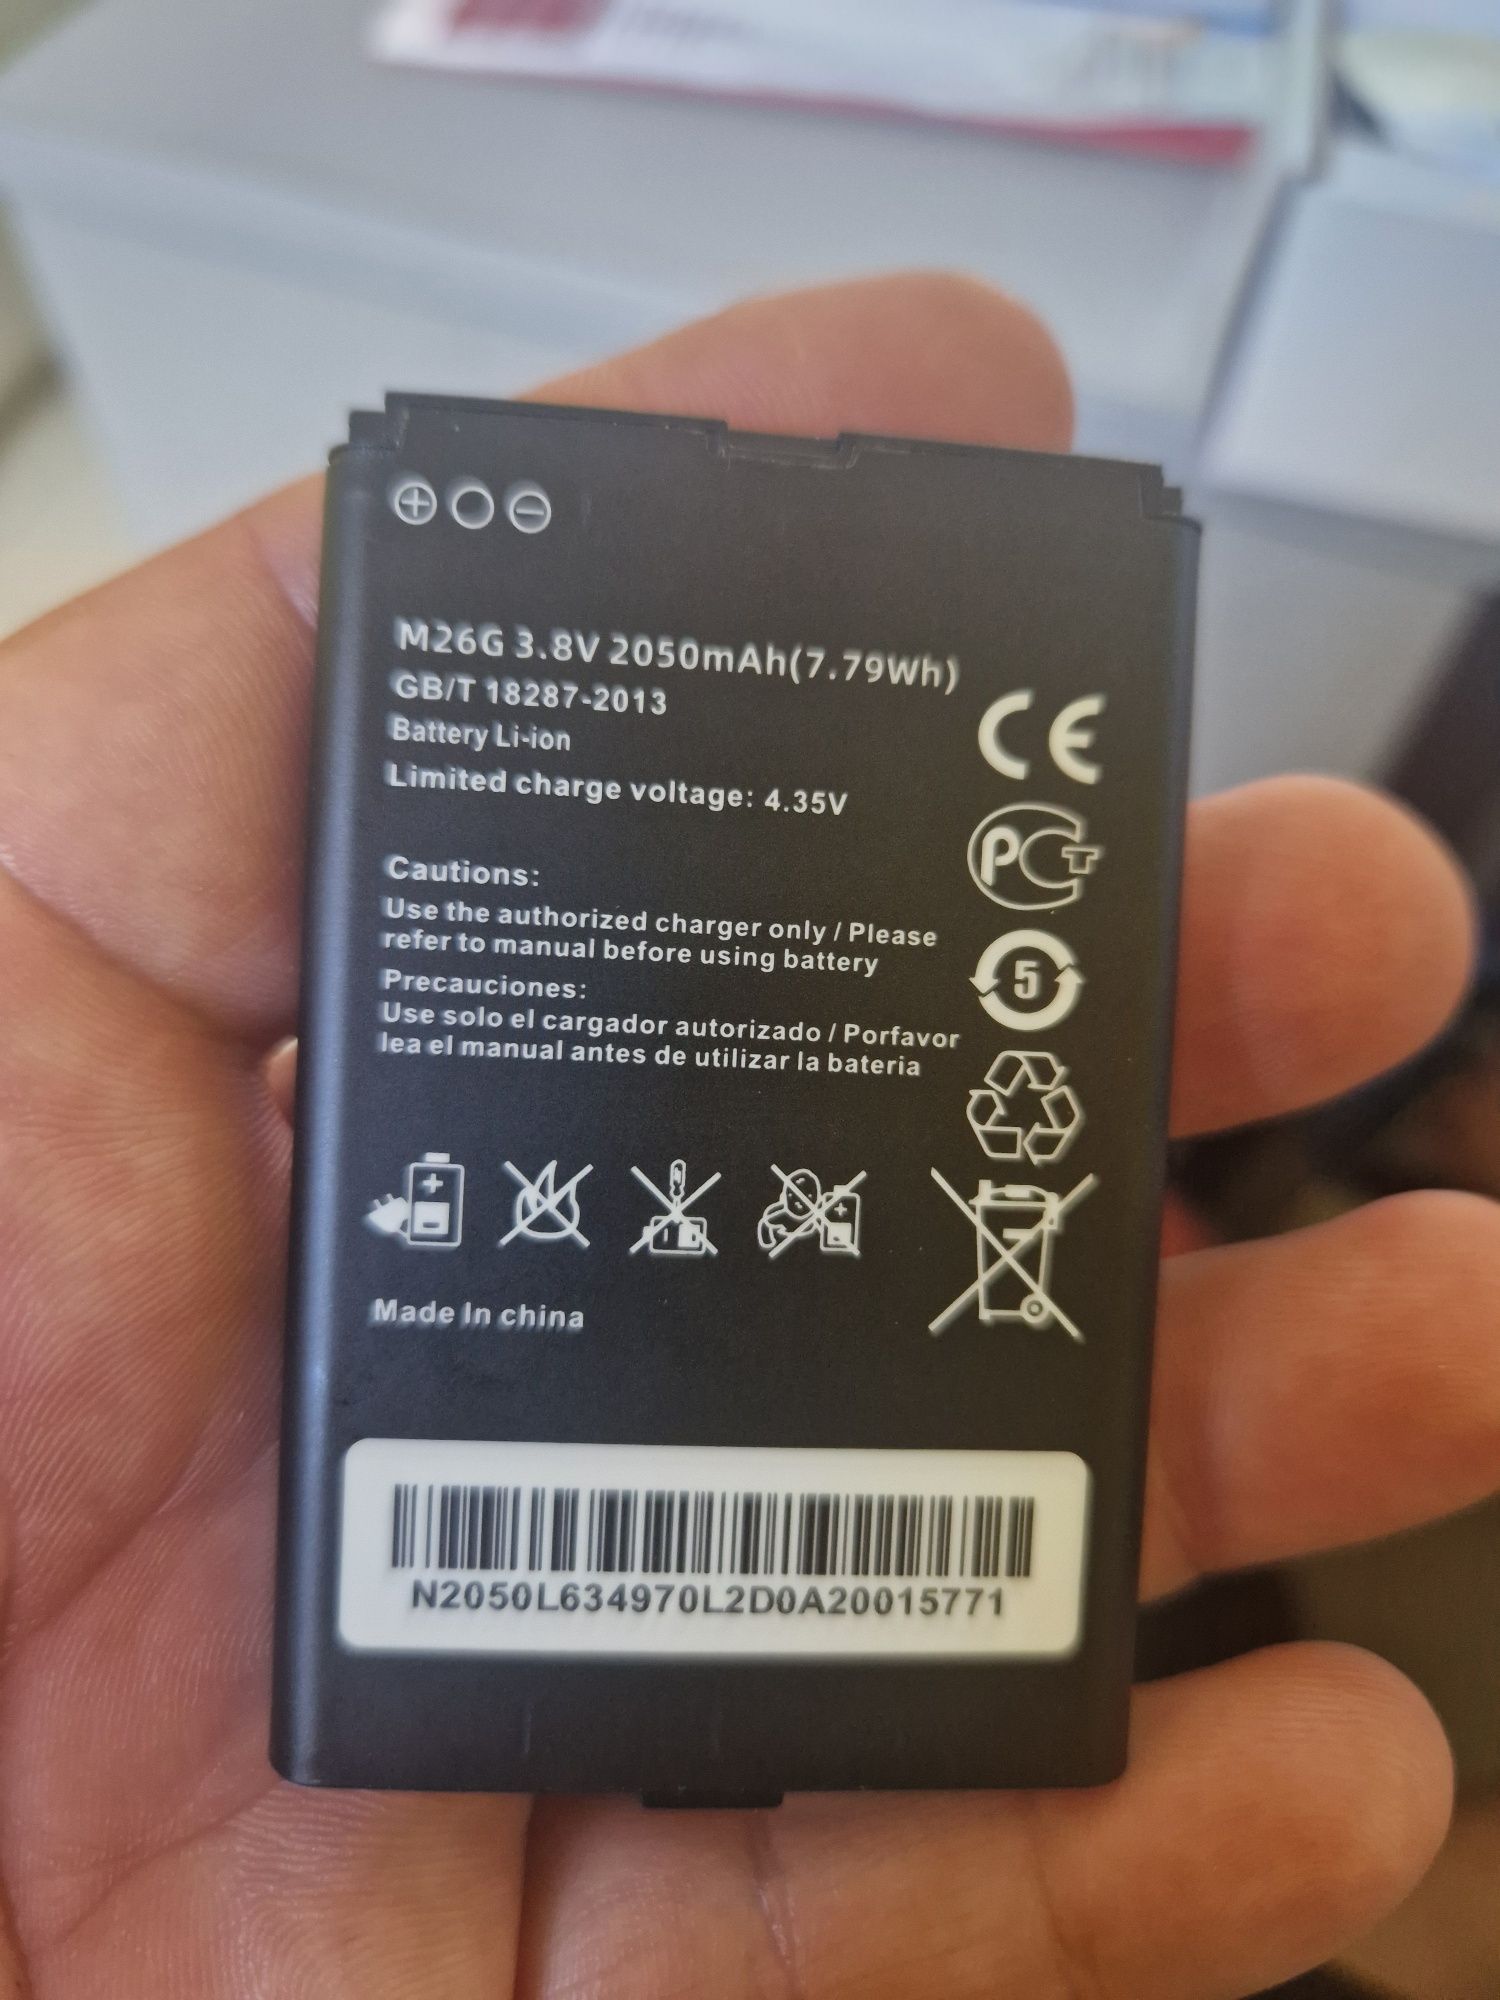 M26G 3.8V 2050mAh(7.79Wh)
GB/T 18287-2013
Battery Li-ion
Limited charge voltage: 4.35V
CE
PCT
5
Cautions:
Use the authorized charger only / Please
refer to manual before using battery
Precauciones:
Use solo el cargador autorizado / Porfavor
lea el manual antes de utilizar la bateria
Made In china
N2050L634970L2D0A20015771